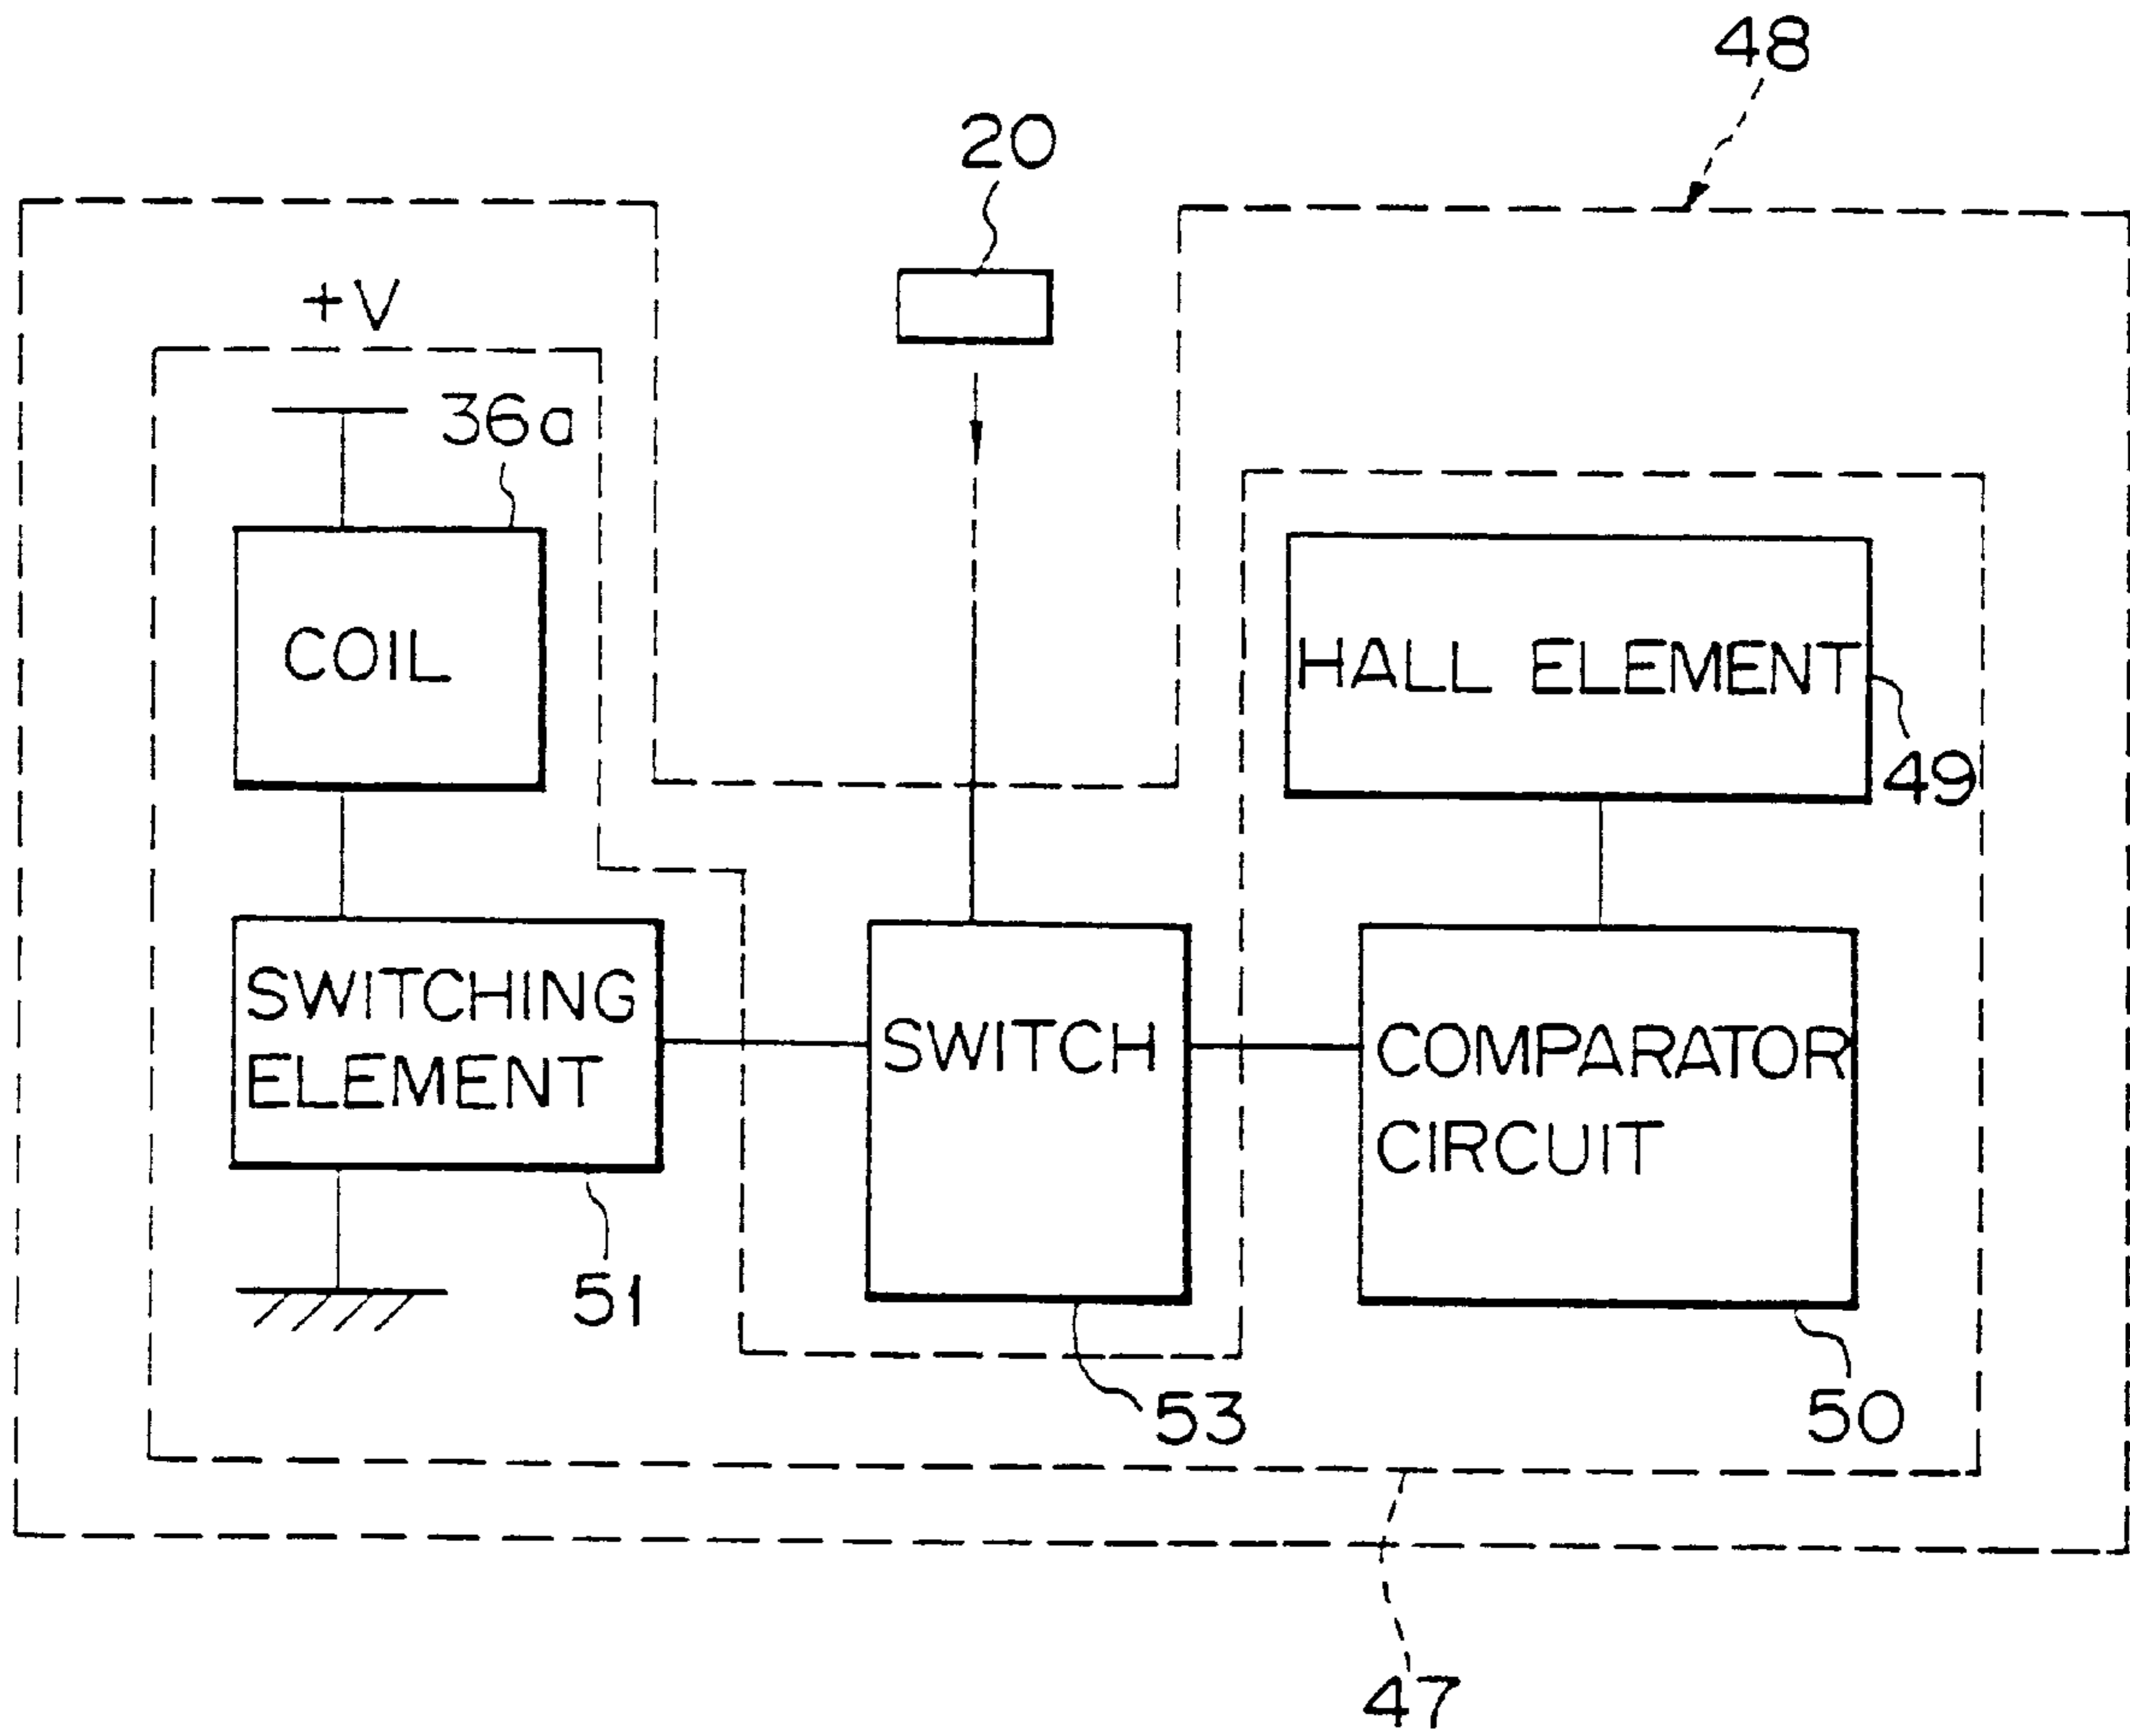 48
20
+V
36a
COIL
HALL ELEMENT
49
SWITCHING
ELEMENT
SWITCH
COMPARATOR
CIRCUIT
51
53
50
47